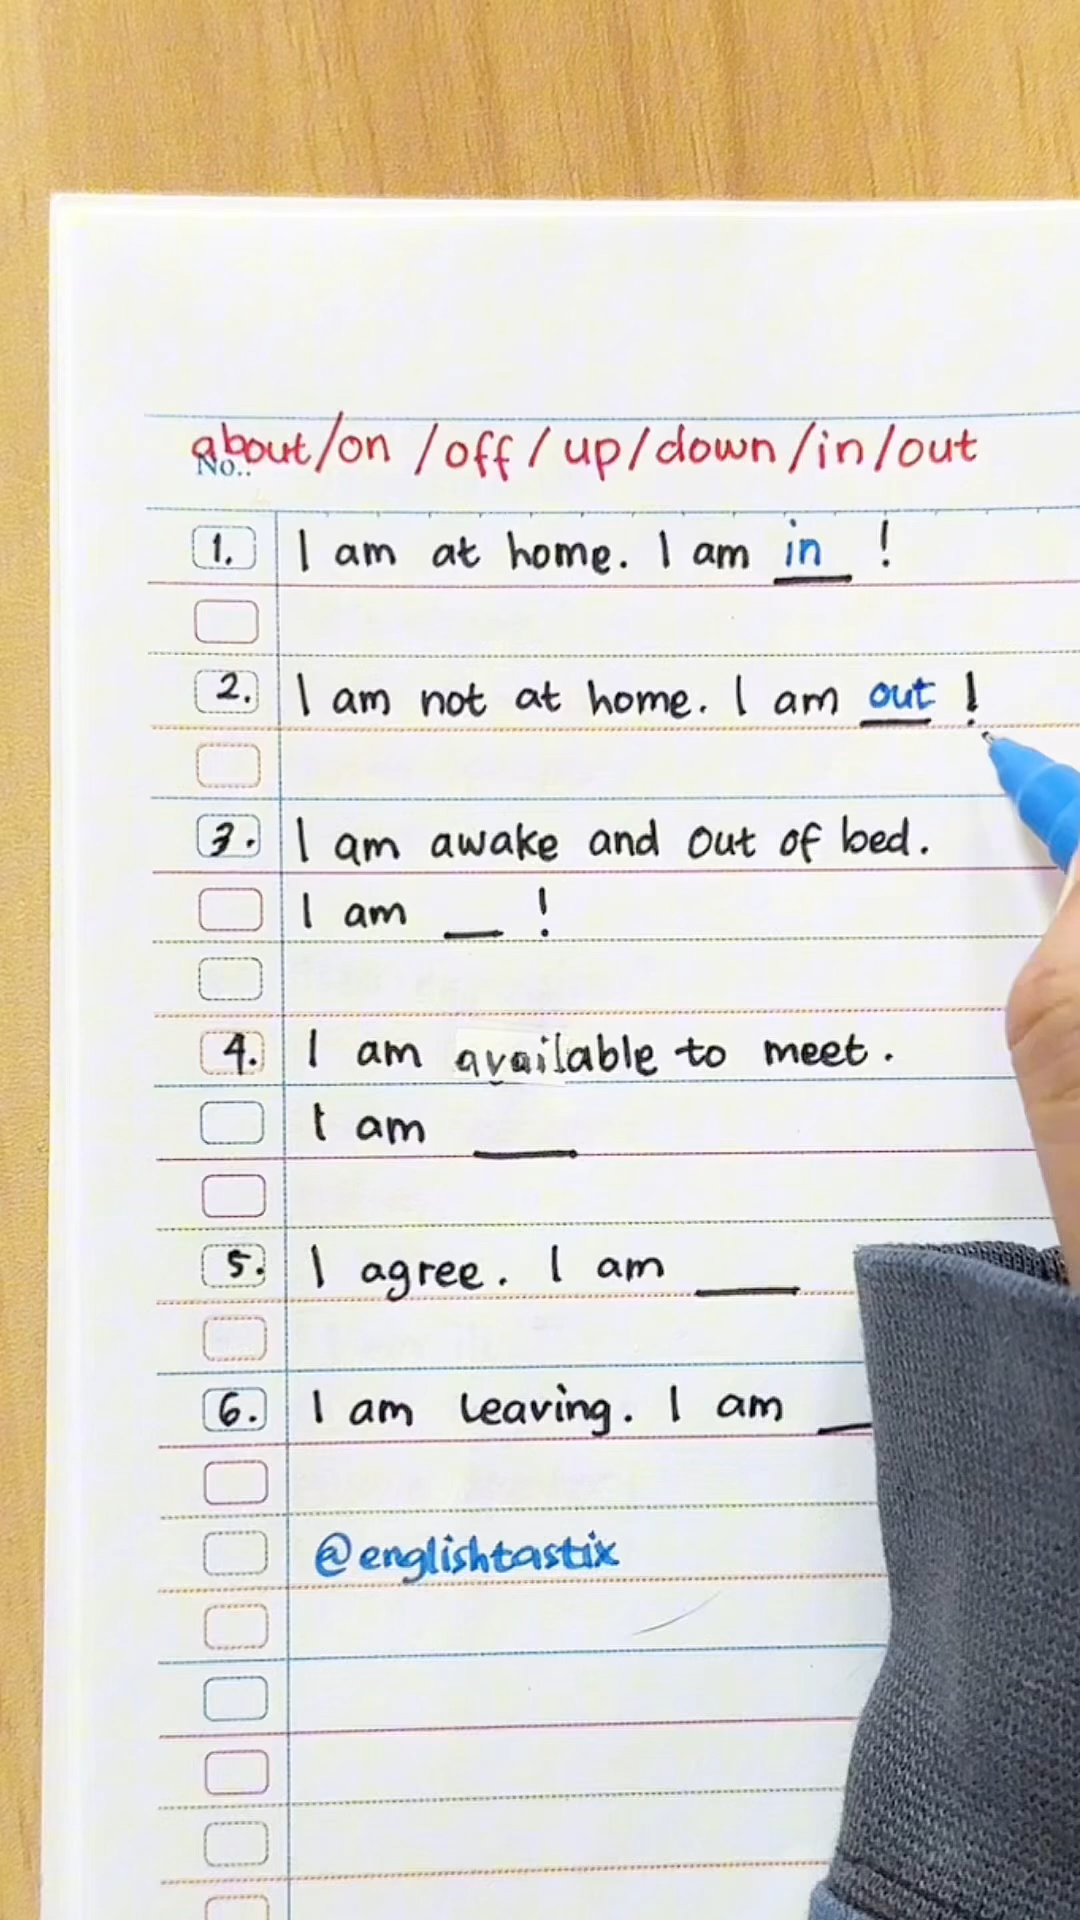 about/on/off/up/down/in/out
No.:
1. I am at home. I am in !
2. I am not at home. I am out !
3. I am awake and out of bed.
I am __ !
4. I am available to meet.
I am ___
5. I agree. I am ___
6. I am leaving. I am __
@englishtastix